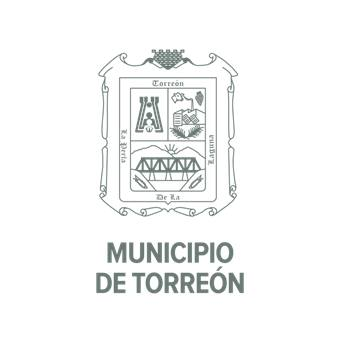 Torreón
La Perla
De La
Laguna
MUNICIPIO
DE TORREÓN